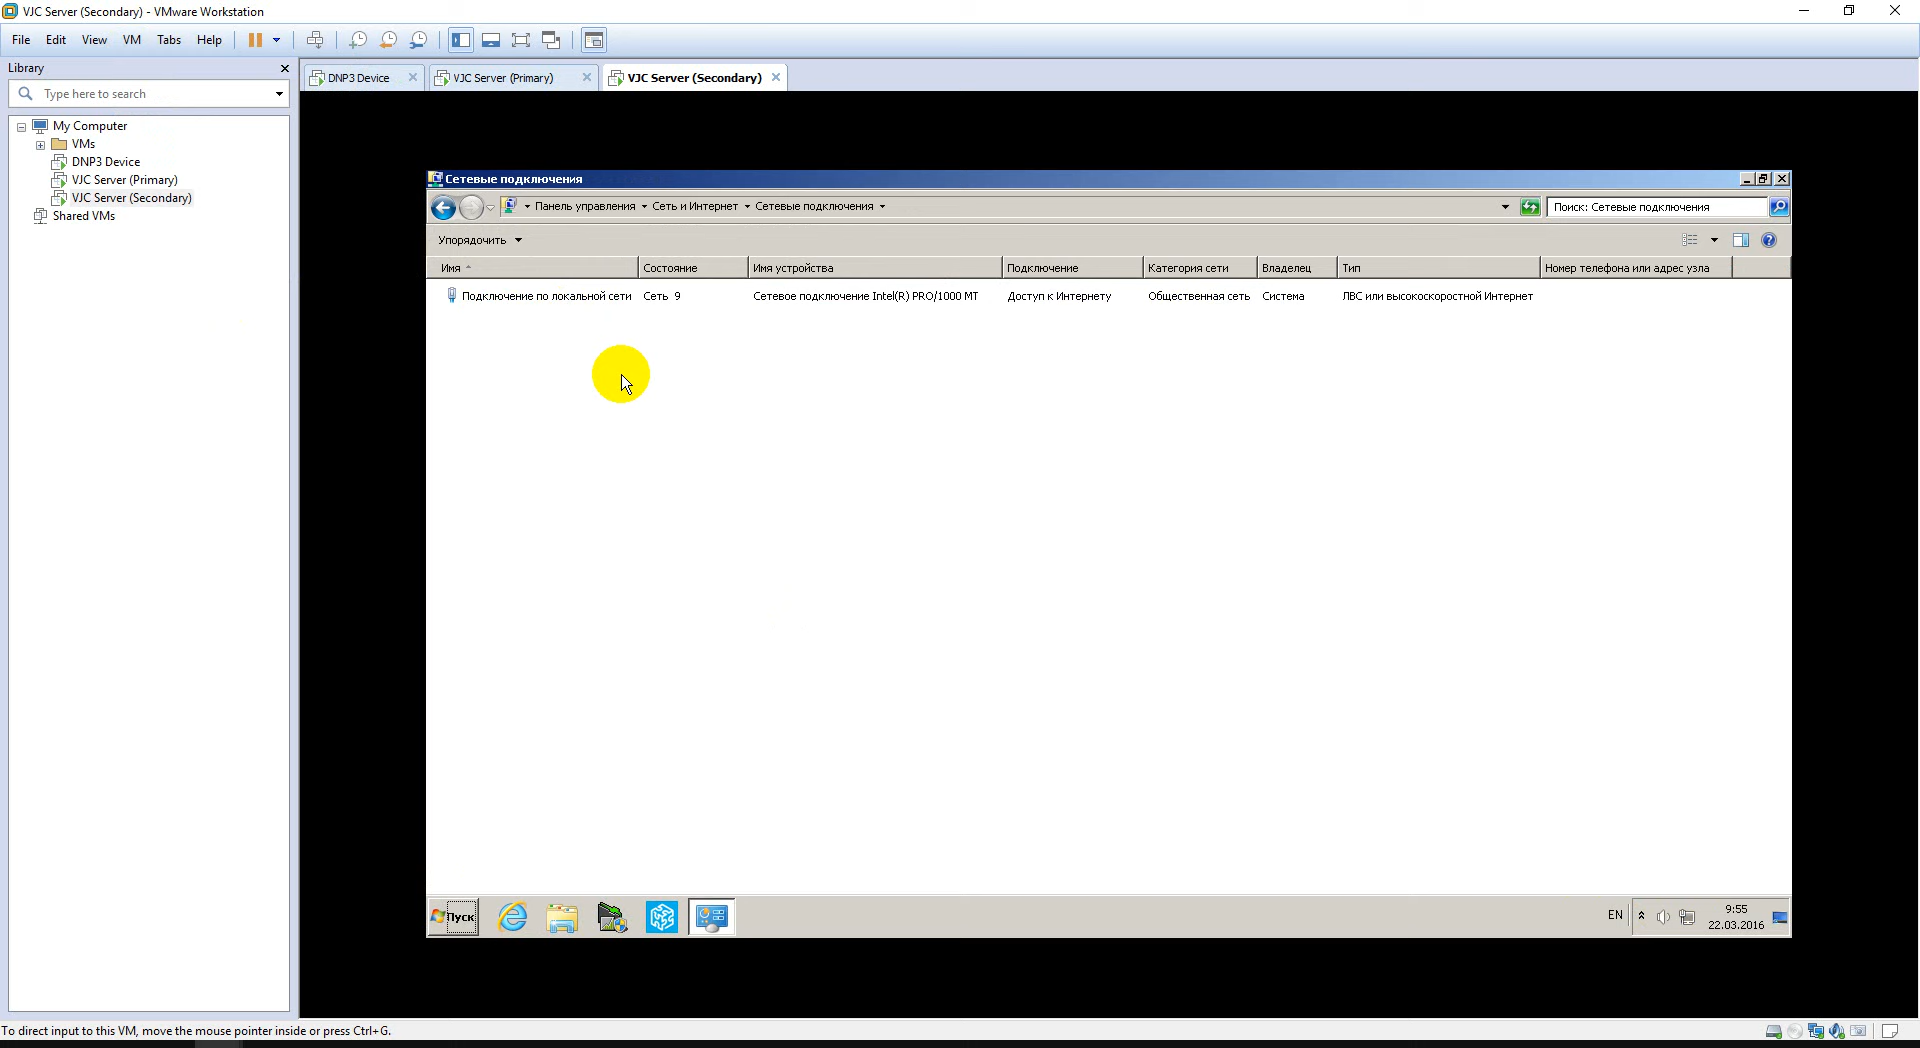 VJC Server (Secondary) - VMware Workstation
File Edit View VM Tabs Help
Library
Type here to search
My Computer
VMs
DNP3 Device
VJC Server (Primary)
VJC Server (Secondary)
Shared VMs
DNP3 Device VJC Server (Primary) VJC Server (Secondary)
Сетевые подключения
Панель управления Сеть и Интернет Сетевые подключения
Поиск: Сетевые подключения
Упорядочить
Имя Состояние Имя устройства Подключение Категория сети Владелец Тип Номер телефона или адрес узла
Подключение по локальной сети Сеть 9 Сетевое подключение Intel(R) PRO/1000 MT Доступ к Интернету Общественная сеть Система ЛВС или высокоскоростной Интернет
Пуск
EN
9:55
22.03.2016
To direct input to this VM, move the mouse pointer inside or press Ctrl+G.